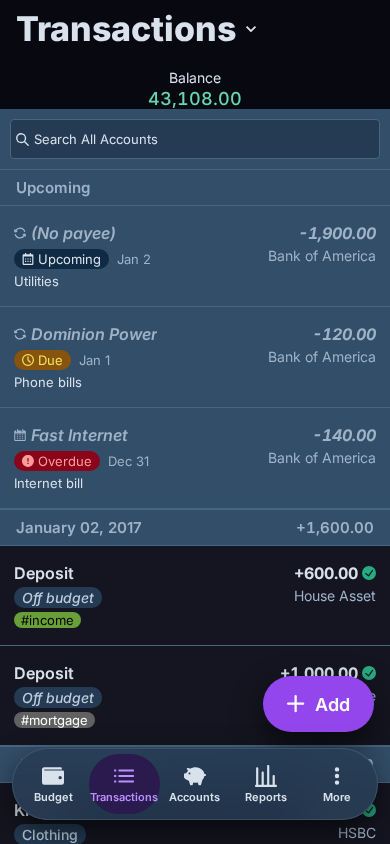 Transactions
Balance
43,108.00
Search All Accounts
Upcoming
(No payee)
-1,900.00
Upcoming Jan 2
Bank of America
Utilities
Dominion Power
-120.00
Due Jan 1
Bank of America
Phone bills
Fast Internet
-140.00
Overdue Dec 31
Bank of America
Internet bill
January 02, 2017
+1,600.00
Deposit
+600.00
Off budget
House Asset
#income
Deposit
+1,000.00
Off budget
#mortgage
Add
Budget
Transactions
Accounts
Reports
More
Clothing
HSBC